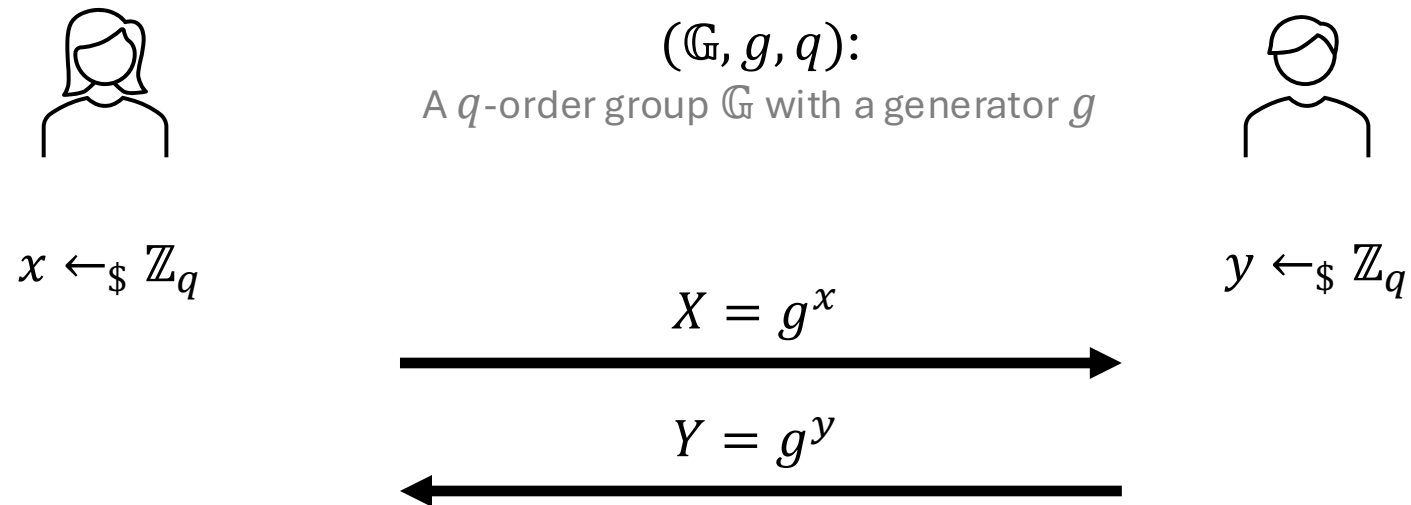 (𝔾, g, q):
A q-order group 𝔾 with a generator g
x ←$ ℤq
y ←$ ℤq
X = g^x
Y = g^y